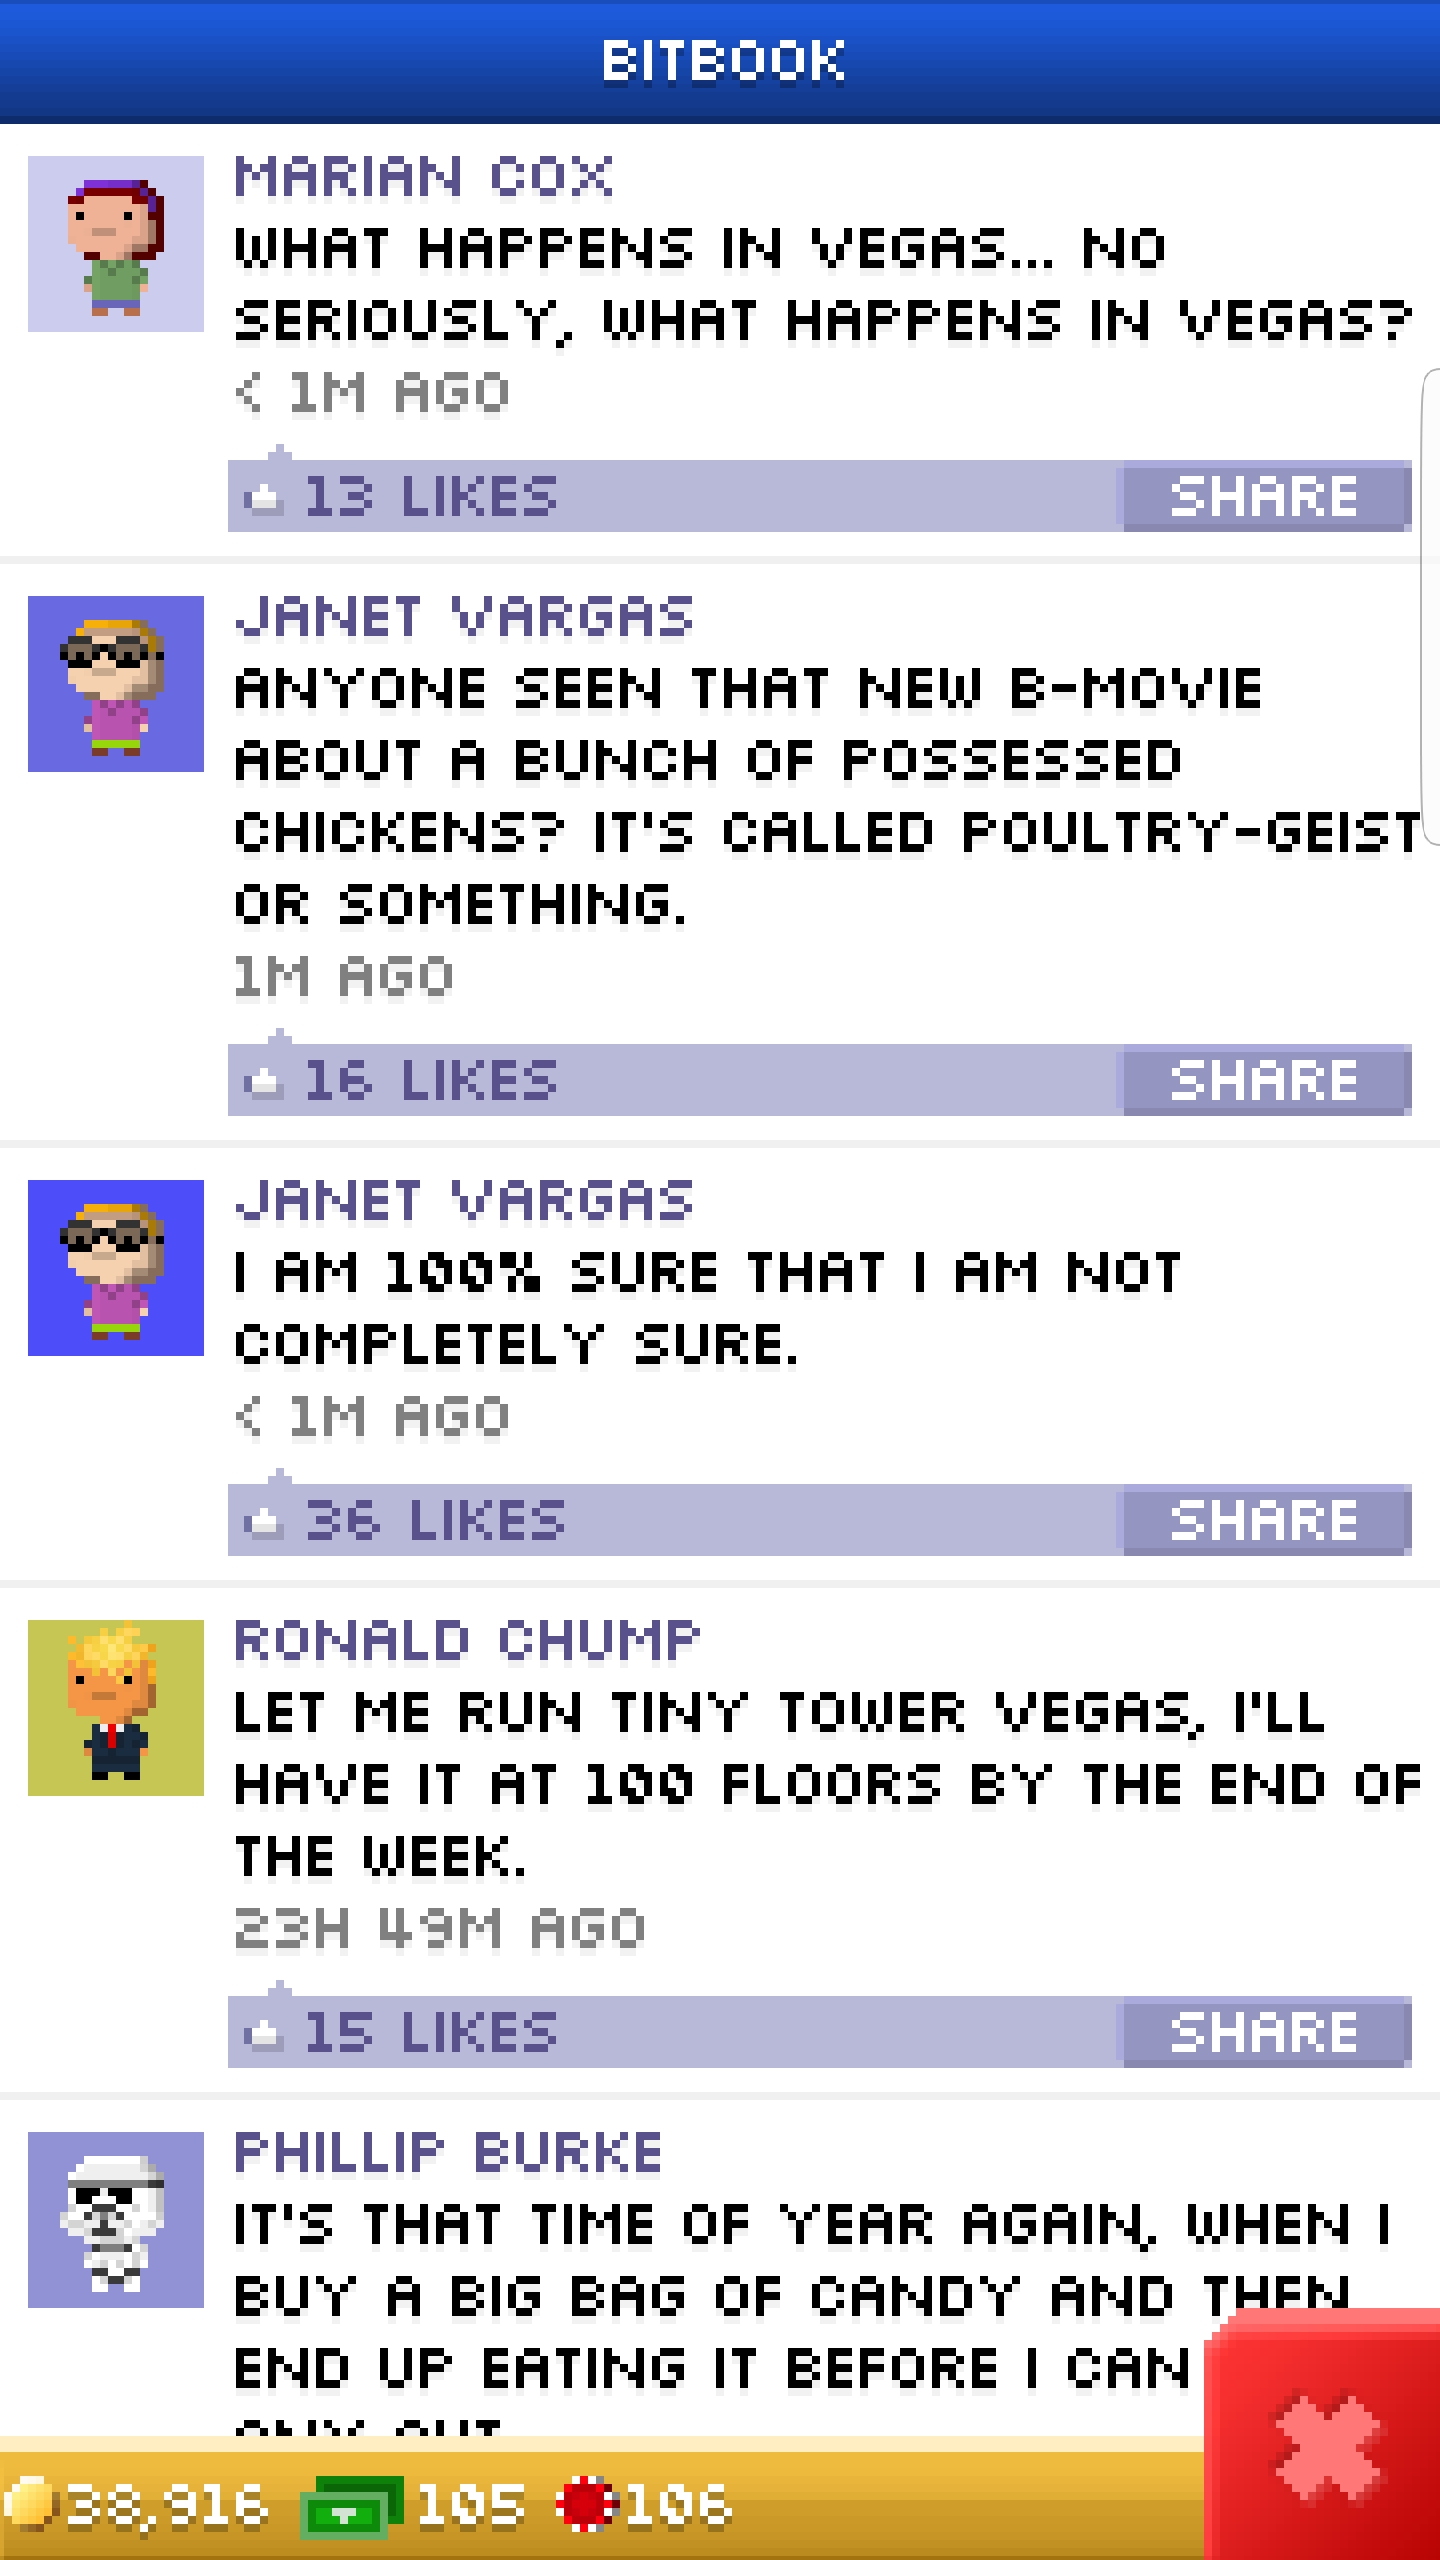 BITBOOK
MARIAN COX
WHAT HAPPENS IN VEGAS... NO
SERIOUSLY, WHAT HAPPENS IN VEGAS?
< 1M AGO
13 LIKES
SHARE
JANET VARGAS
ANYONE SEEN THAT NEW B-MOVIE
ABOUT A BUNCH OF POSSESSED
CHICKENS? IT'S CALLED POULTRY-GEIST
OR SOMETHING.
1M AGO
16 LIKES
SHARE
JANET VARGAS
I AM 100% SURE THAT I AM NOT
COMPLETELY SURE.
< 1M AGO
36 LIKES
SHARE
RONALD CHUMP
LET ME RUN TINY TOWER VEGAS, I'LL
HAVE IT AT 100 FLOORS BY THE END OF
THE WEEK.
23H 49M AGO
15 LIKES
SHARE
PHILLIP BURKE
IT'S THAT TIME OF YEAR AGAIN, WHEN I
BUY A BIG BAG OF CANDY AND THEN
END UP EATING IT BEFORE I CAN
38,916 105 106